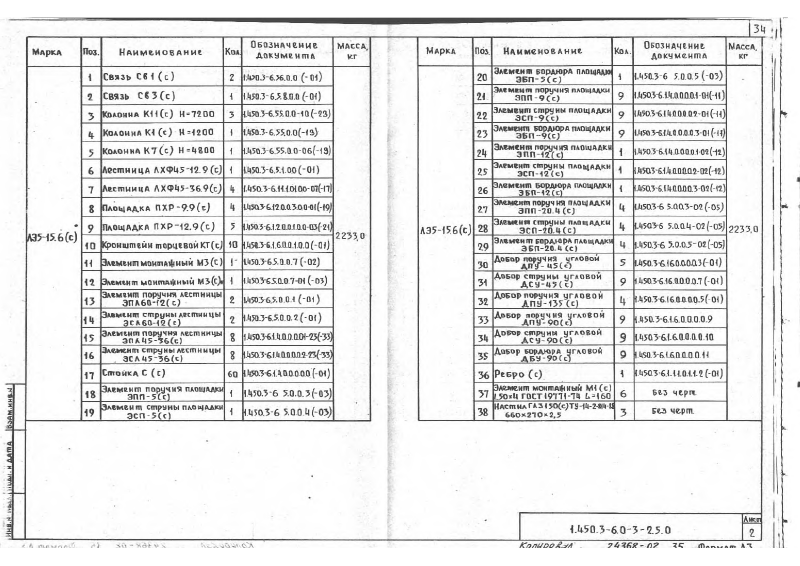 34
Марка Поз. Наименование Кол. Обозначение документа Масса, кг
ЛЭ5-15.6(с) 2233,0
1 Связь СВ1(с) 2 1.450.3-6.5.6.0.0 (-01)
2 Связь СВ3(с) 1 1.450.3-6.5.8.0.0 (-01)
3 Колонна К11(с) Н=7200 3 1.450.3-6.5.5.0.0-10(-23)
4 Колонна К1(с) Н=1200 1 1.450.3-6.5.5.0.0(-13)
5 Колонна К7(с) Н=4800 1 1.450.3-6.5.5.0.0-06(-19)
6 Лестница ЛХФ45-12.9(с) 1 1.450.3-6.5.1.00(-01)
7 Лестница ЛХФ45-36.9(с) 4 1.450.3-6.1.1.0.1.00-07(-17)
8 Площадка ПХР-9.9(с) 4 1.450.3-6.1.2.0.0.3.0.0-01(-19)
9 Площадка ПХР-12.9(с) 5 1.450.3-6.1.2.0.0.1.0.0-03(-21)
10 Кронштейн торцевой КТ(с) 10 1.450.3-6.1.6.0.0.1.0.0(-01)
11 Элемент монтажный М3(с) 1 1.450.3-6.5.0.0.7(-02)
12 Элемент монтажный М3(с)н 1 1.450.3-6.5.0.0.7-01(-03)
13 Элемент поручня лестницы ЭПЛ60-12(с) 2 1.450.3-6.5.0.0.1(-01)
14 Элемент струны лестницы ЭСЛ60-12(с) 2 1.450.3-6.5.0.0.2(-01)
15 Элемент поручня лестницы ЭПЛ45-36(с) 8 1.450.3-6.1.4.0.0.0.01-23(-33)
16 Элемент струны лестницы ЭСЛ45-36(с) 8 1.450.3-6.1.4.0.0.0.02-23(-33)
17 Стойка С(с) 60 1.450.3-6.1.4.0.0.0.0.0(-01)
18 Элемент поручня площадки ЭПП-5(с) 1 1.450.3-6 5.0.0.3(-03)
19 Элемент струны площадки ЭСП-5(с) 1 1.450.3-6 5.0.0.4(-03)
Марка Поз. Наименование Кол. Обозначение документа Масса, кг
ЛЭ5-15.6(с) 2233,0
20 Элемент бордюра площадки ЭБП-5(с) 1 1.450.3-6 5.0.0.5(-03)
21 Элемент поручня площадки ЭПП-9(с) 9 1.450.3-6.1.4.0.0.0.0.1-01(-11)
22 Элемент струны площадки ЭСП-9(с) 9 1.450.3-6.1.4.0.0.0.02-01(-11)
23 Элемент бордюра площадки ЭБП-9(с) 9 1.450.3-6.1.4.0.0.0.0.3-01(-11)
24 Элемент поручня площадки ЭПП-12(с) 1 1.450.3-6.1.4.0.0.0.0.1-02(-12)
25 Элемент струны площадки ЭСП-12(с) 1 1.450.3-6.1.4.0.0.0.0.2-02(-12)
26 Элемент бордюра площадки ЭБП-12(с) 1 1.450.3-6.1.4.0.0.0.0.3-02(-12)
27 Элемент поручня площадки ЭПП-20.4(с) 4 1.450.3-6 5.0.0.3-02(-05)
28 Элемент струны площадки ЭСП-20.4(с) 4 1.450.3-6 5.0.0.4-02(-05)
29 Элемент бордюра площадки ЭБП-20.4(с) 4 1.450.3-6 5.0.0.5-02(-05)
30 Добор поручня угловой ДПУ-45(с) 5 1.450.3-6.1.6.0.0.0.0.3(-01)
31 Добор струны угловой ДСУ-45(с) 9 1.450.3-6.1.6.0.0.0.0.7(-01)
32 Добор поручня угловой ДПУ-135(с) 4 1.450.3-6.1.6.0.0.0.0.5(-01)
33 Добор поручня угловой ДПУ-90(с) 9 1.450.3-6.1.6.0.0.0.0.9
34 Добор струны угловой ДСУ-90(с) 9 1.450.3-6.1.6.0.0.0.0.10
35 Добор бордюра угловой ДБУ-90(с) 9 1.450.3-6.1.6.0.0.0.0.11
36 Ребро(с) 1 1.450.3-6.1.1.1.0.1.1.2(-01)
37 Элемент монтажный М1(с) L50×4 ГОСТ 19771-74 L=160 6 Без черт.
38 Настил ГАЗ 150(с) 660×270×2,5 3 Без черт.
1.450.3-6.0-3-2.5.0
Лист
2
Копировал 24368-02 35 Формат А3